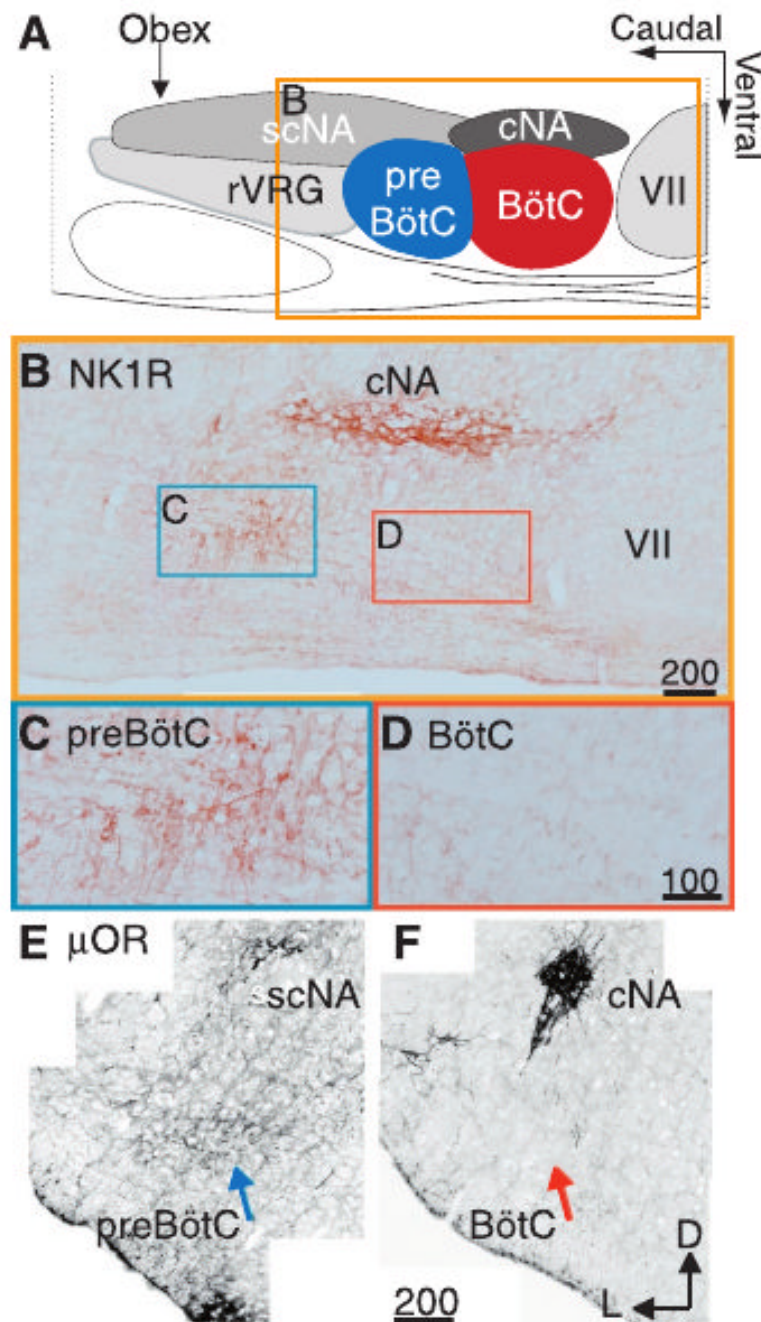 A
Obex
Caudal
Ventral
B
scNA
cNA
rVRG
pre
BötC
BötC
VII
B NK1R
cNA
C
D
VII
200
C preBötC
D BötC
100
E μOR
F
scNA
cNA
preBötC
BötC
D
L
200